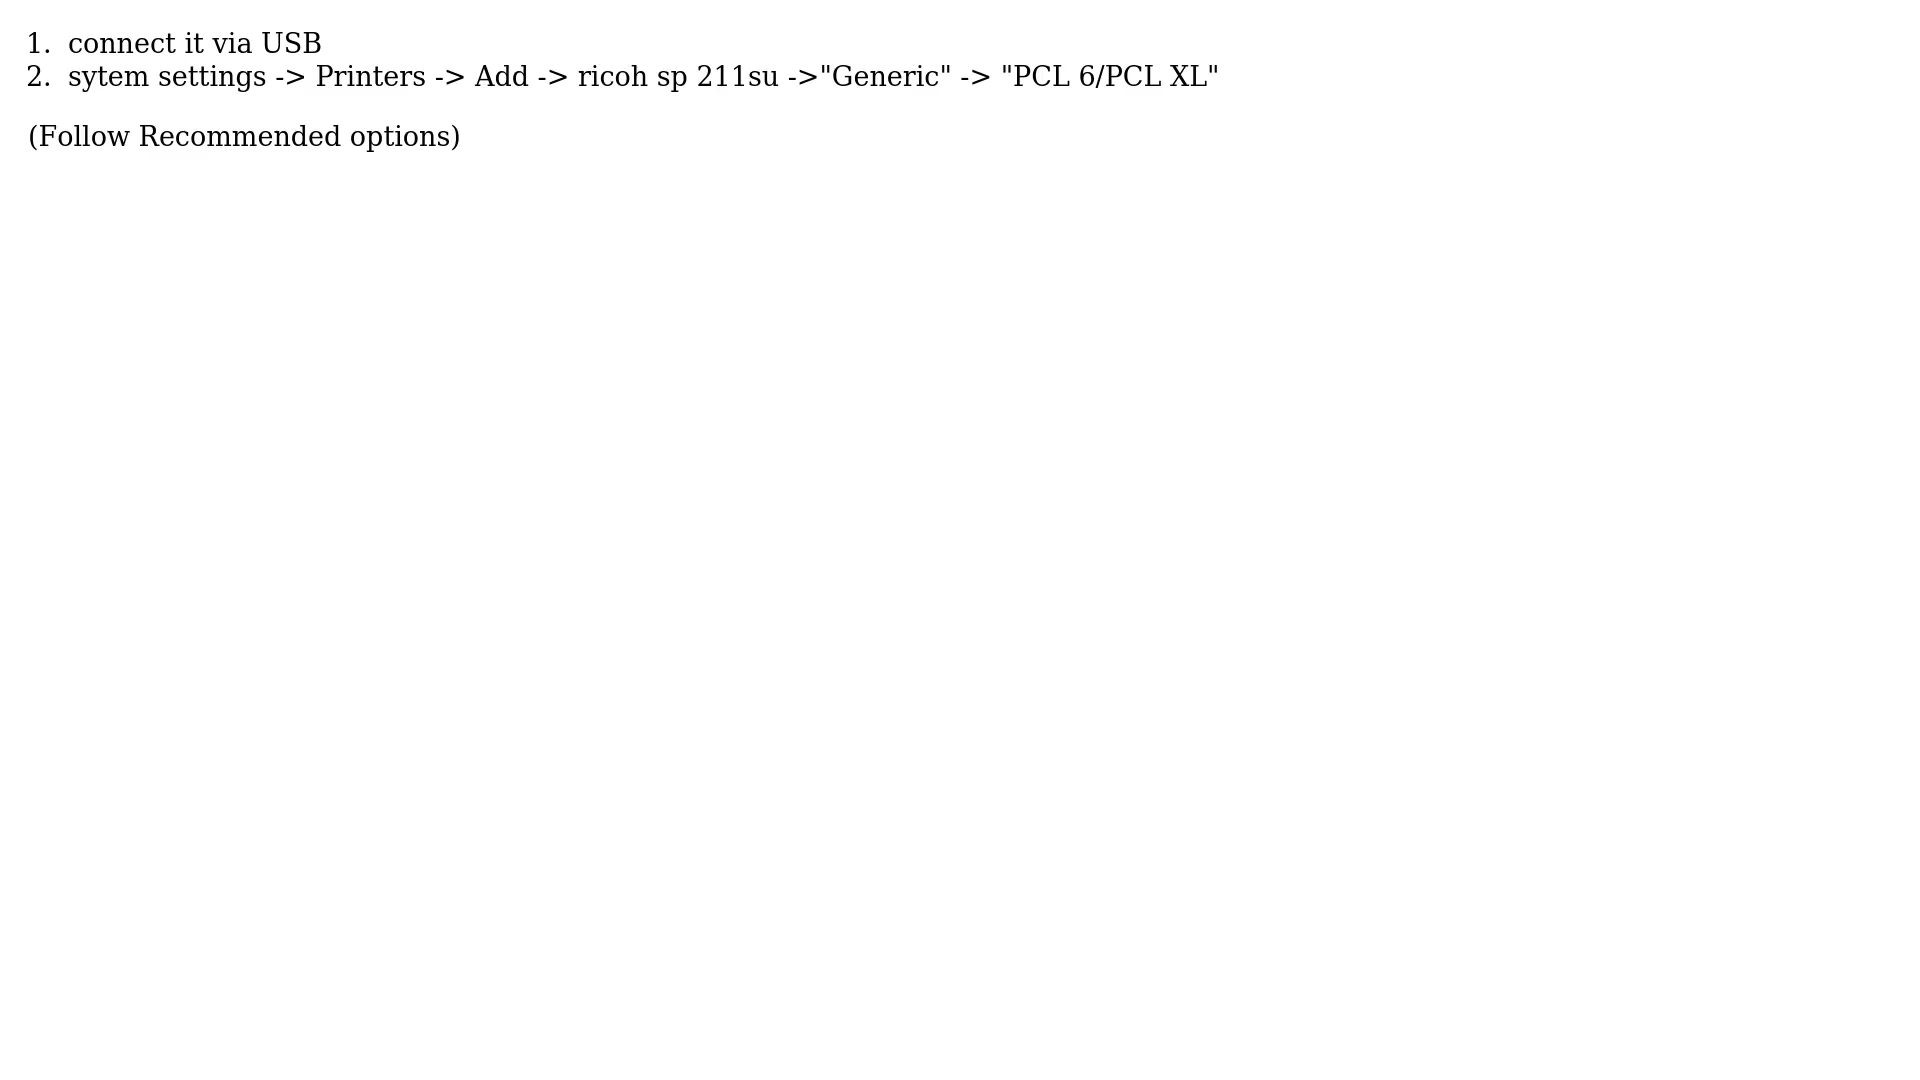 1. connect it via USB
2. sytem settings -> Printers -> Add -> ricoh sp 211su ->"Generic" -> "PCL 6/PCL XL"
(Follow Recommended options)